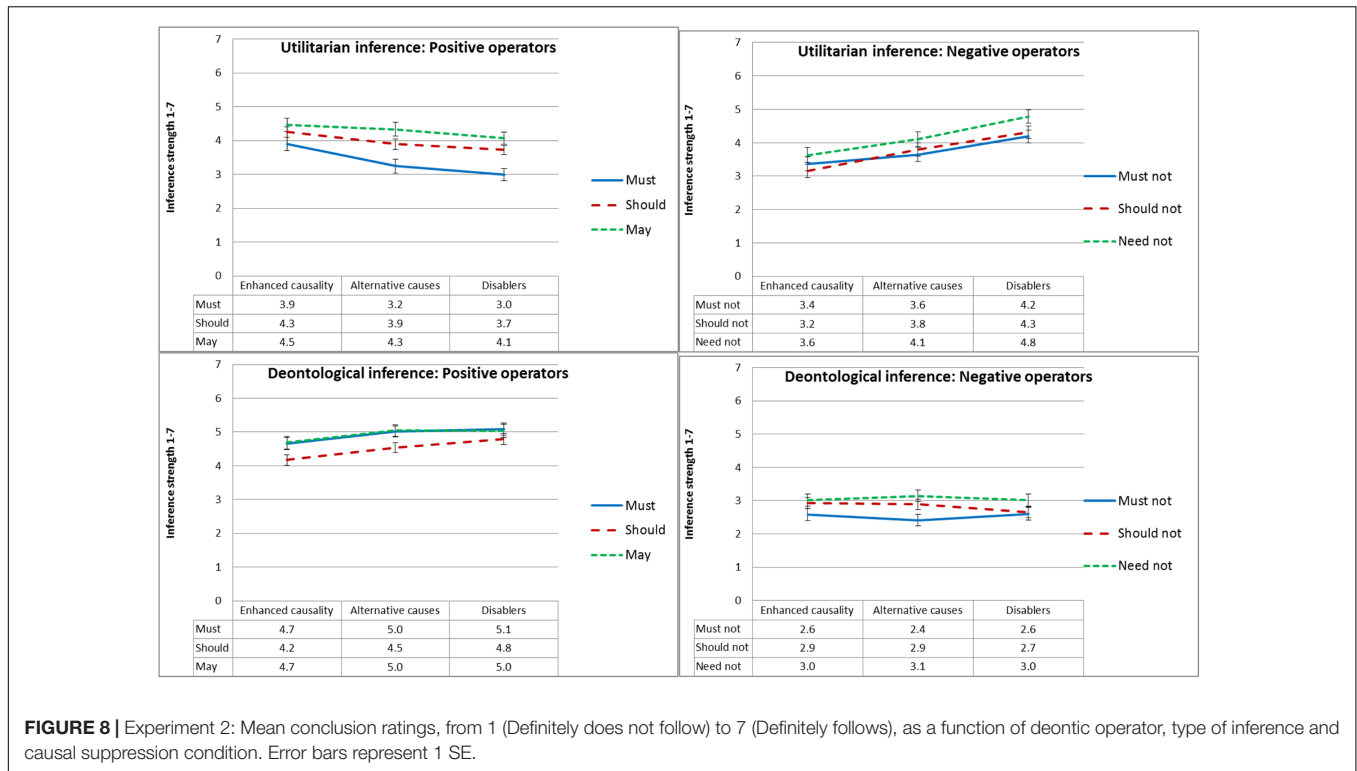 Utilitarian inference: Positive operators
Inference strength 1-7
7
6
5
4
3
2
1
0
Must
Should
May
Enhanced causality Alternative causes Disablers
Must 3.9 3.2 3.0
Should 4.3 3.9 3.7
May 4.5 4.3 4.1
Utilitarian inference: Negative operators
Inference strength 1-7
7
6
5
4
3
2
1
0
Must not
Should not
Need not
Enhanced causality Alternative causes Disablers
Must not 3.4 3.6 4.2
Should not 3.2 3.8 4.3
Need not 3.6 4.1 4.8
Deontological inference: Positive operators
Inference strength 1-7
7
6
5
4
3
2
1
0
Must
Should
May
Enhanced causality Alternative causes Disablers
Must 4.7 5.0 5.1
Should 4.2 4.5 4.8
May 4.7 5.0 5.0
Deontological inference: Negative operators
Inference strength 1-7
7
6
5
4
3
2
1
0
Must not
Should not
Need not
Enhanced causality Alternative causes Disablers
Must not 2.6 2.4 2.6
Should not 2.9 2.9 2.7
Need not 3.0 3.1 3.0
FIGURE 8 | Experiment 2: Mean conclusion ratings, from 1 (Definitely does not follow) to 7 (Definitely follows), as a function of deontic operator, type of inference and
causal suppression condition. Error bars represent 1 SE.